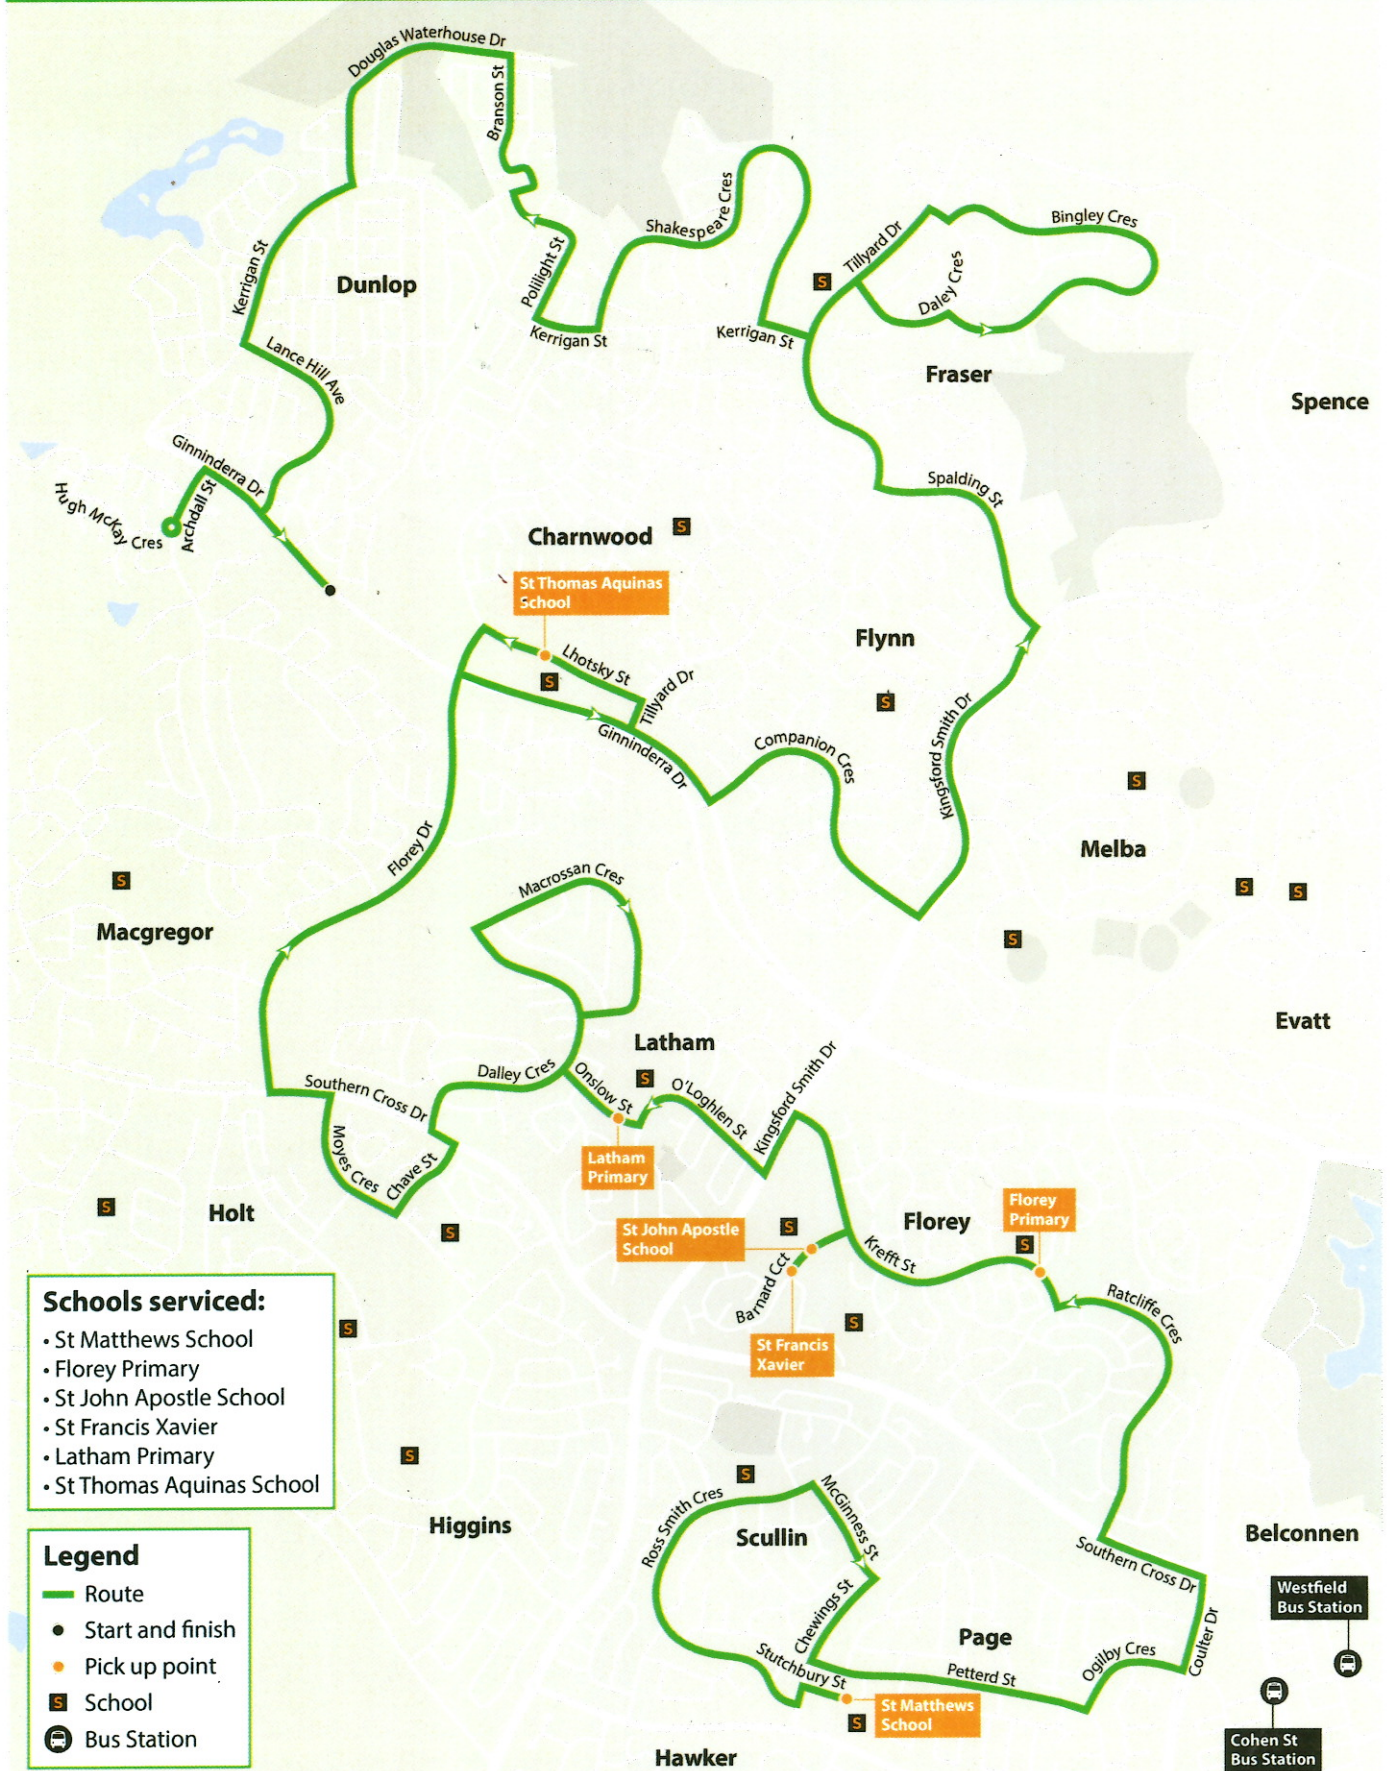 Douglas Waterhouse Dr
Branson St
Shakespeare Cres
Bingley Cres
Tillyard Dr
Kerrigan St
Dunlop
Polilight St
Daley Cres
Kerrigan St
Kerrigan St
Lance Hill Ave
Fraser
Spence
Ginninderra Dr
Hugh McKay Cres
Archdall St
Spalding St
Charnwood
S
St Thomas Aquinas
School
Flynn
Lhotsky St
S
Tillyard Dr
S
Ginninderra Dr
Companion Cres
Kingsford Smith Dr
S
Florey Dr
Melba
S
Macrossan Cres
S
S
Macgregor
S
Evatt
Latham
Southern Cross Dr
Dalley Cres
Onslow St
S
O'Loghlen St
Kingsford Smith Dr
Moyes Cres
Chave St
Latham
Primary
S
Holt
S
St John Apostle
School
S
Florey
Florey
Primary
S
Krefft St
Barnard Cct
Ratcliffe Cres
S
St Francis
Xavier
Schools serviced:
• St Matthews School
• Florey Primary
• St John Apostle School
• St Francis Xavier
• Latham Primary
• St Thomas Aquinas School
S
S
S
Ross Smith Cres
McGinness St
Higgins
Scullin
Belconnen
Southern Cross Dr
Westfield
Bus Station
Chewings St
Page
Coulter Dr
Stutchbury St
Petterd St
Ogilby Cres
St Matthews
School
S
Hawker
Cohen St
Bus Station
Legend
Route
Start and finish
Pick up point
S School
Bus Station
S